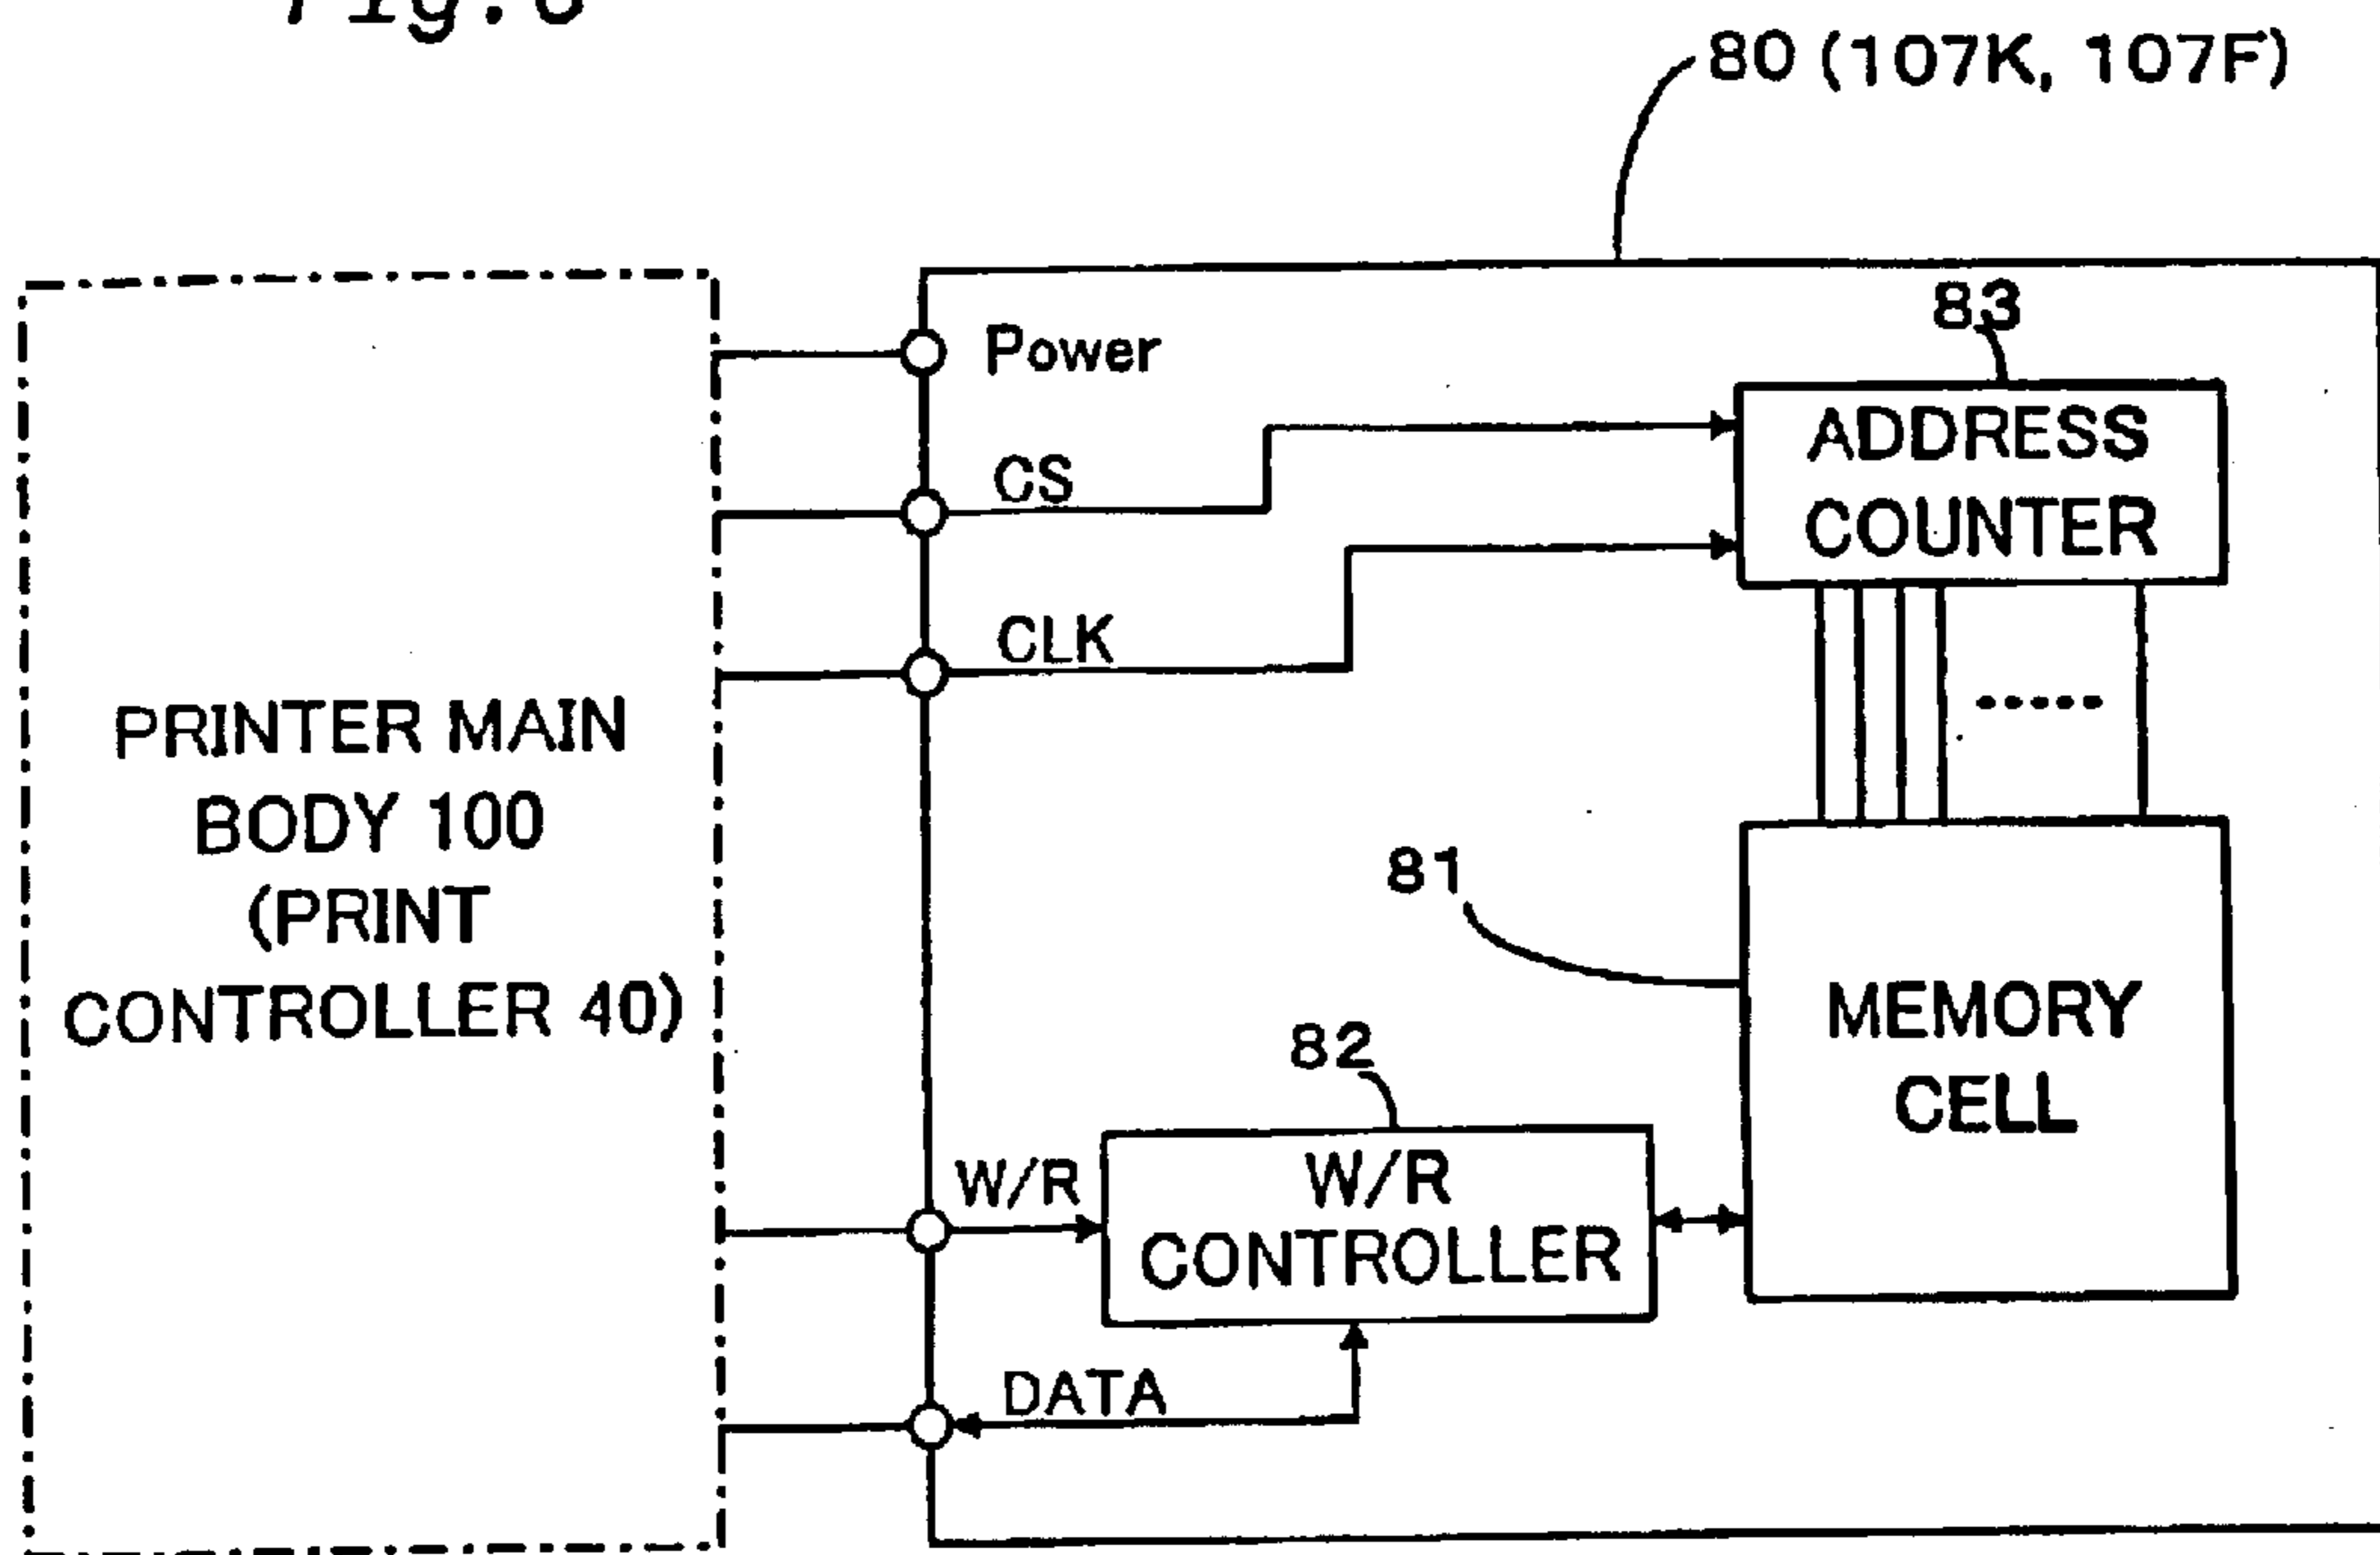 80 (107K, 107F)
83
Power
ADDRESS
COUNTER
CS
CLK
PRINTER MAIN
BODY 100
(PRINT
CONTROLLER 40)
81
MEMORY
CELL
82
W/R
W/R
CONTROLLER
DATA